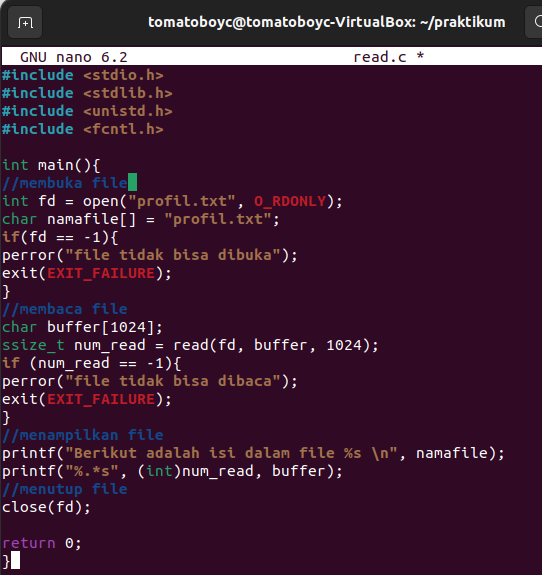 tomatoboyc@tomatoboyc-VirtualBox: ~/praktikum
GNU nano 6.2 read.c *
#include <stdio.h>
#include <stdlib.h>
#include <unistd.h>
#include <fcntl.h>
int main(){
//membuka file
int fd = open("profil.txt", O_RDONLY);
char namafile[] = "profil.txt";
if(fd == -1){
perror("file tidak bisa dibuka");
exit(EXIT_FAILURE);
}
//membaca file
char buffer[1024];
ssize_t num_read = read(fd, buffer, 1024);
if (num_read == -1){
perror("file tidak bisa dibaca");
exit(EXIT_FAILURE);
}
//menampilkan file
printf("Berikut adalah isi dalam file %s \n", namafile);
printf("%.*s", (int)num_read, buffer);
//menutup file
close(fd);
return 0;
}